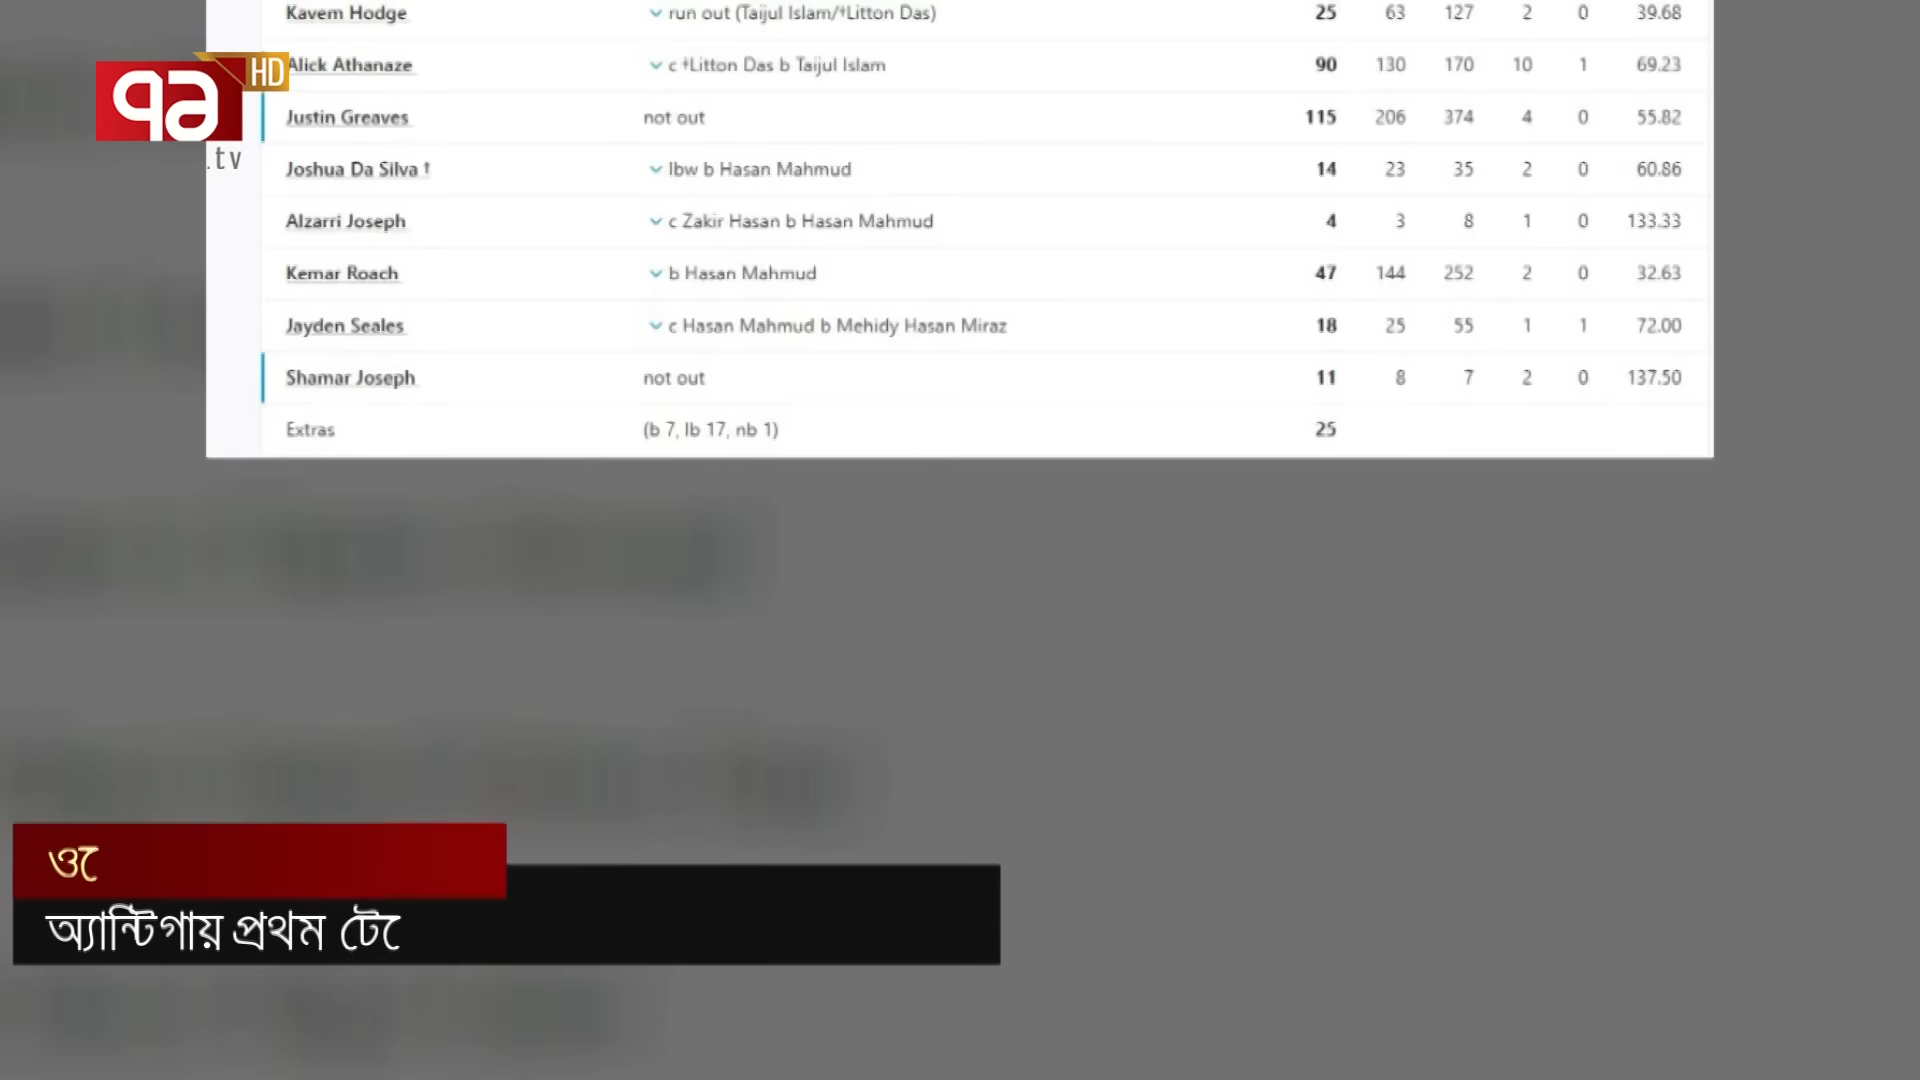 Kavem Hodge run out (Taijul Islam/†Litton Das) 25 63 127 2 0 39.68
Alick Athanaze c †Litton Das b Taijul Islam 90 130 170 10 1 69.23
Justin Greaves not out 115 206 374 4 0 55.82
Joshua Da Silva † lbw b Hasan Mahmud 14 23 35 2 0 60.86
Alzarri Joseph c Zakir Hasan b Hasan Mahmud 4 3 8 1 0 133.33
Kemar Roach b Hasan Mahmud 47 144 252 2 0 32.63
Jayden Seales c Hasan Mahmud b Mehidy Hasan Miraz 18 25 55 1 1 72.00
Shamar Joseph not out 11 8 7 2 0 137.50
Extras (b 7, lb 17, nb 1) 25
৭১ HD
.tv
ওয়ে
অ্যান্টিগায় প্রথম টেস্